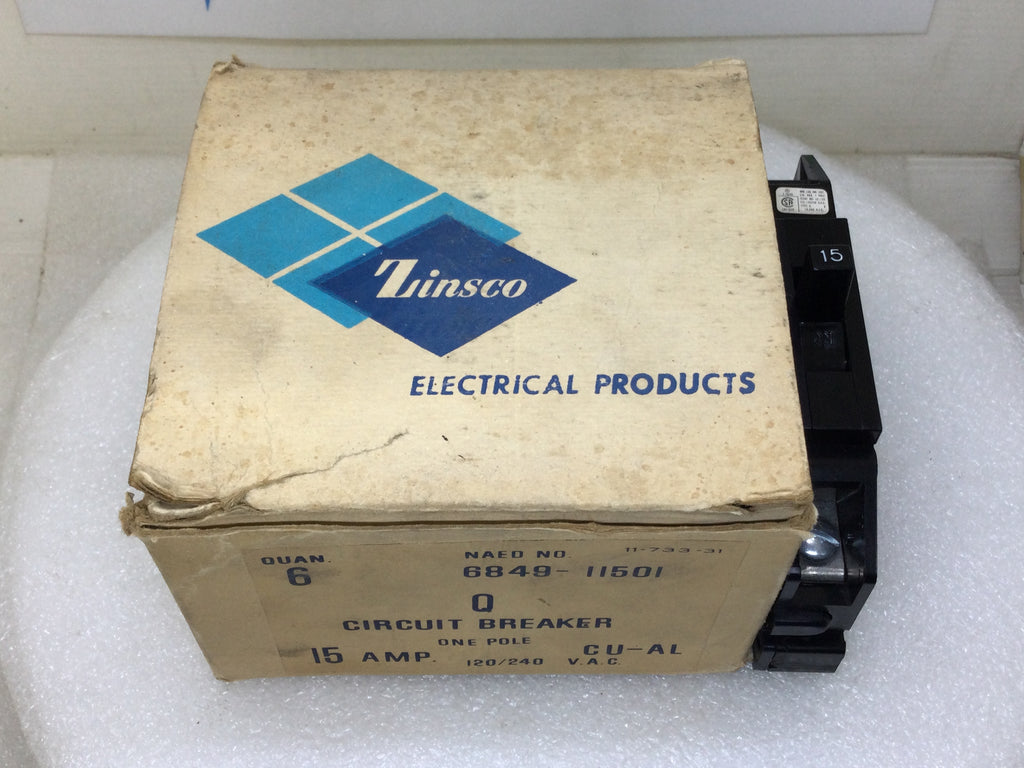 Zinsco
ELECTRICAL PRODUCTS
QUAN.
6
NAED NO.
6849-11501
11-733-31
Q
CIRCUIT BREAKER
ONE POLE
15 AMP.
120/240 V.A.C.
CU-AL
15